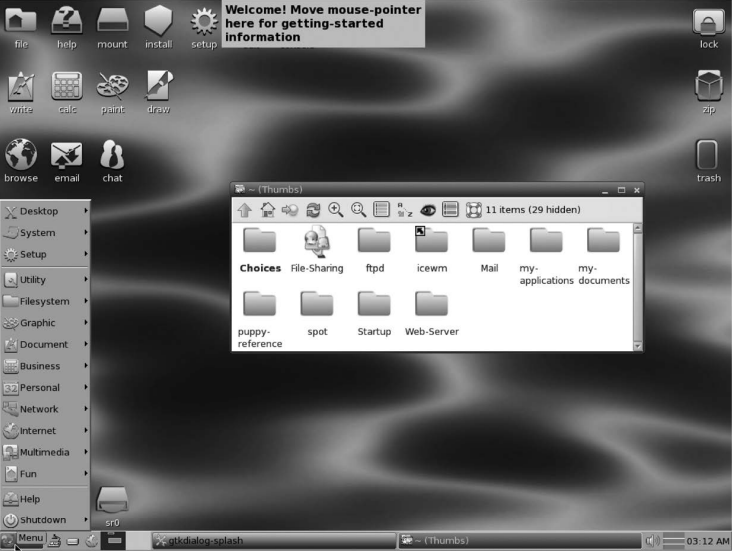 Welcome! Move mouse-pointer
here for getting-started
information
file help mount install setup
lock
write calc paint draw
zip
browse email chat
trash
~ (Thumbs)
11 items (29 hidden)
Choices File-Sharing ftpd icewm Mail my-applications my-documents
puppy-reference spot Startup Web-Server
Desktop
System
Setup
Utility
Filesystem
Graphic
Document
Business
32 Personal
Network
Internet
Multimedia
Fun
Help
Shutdown
sr0
Menu
gtkdialog-splash
~ (Thumbs)
03:12 AM